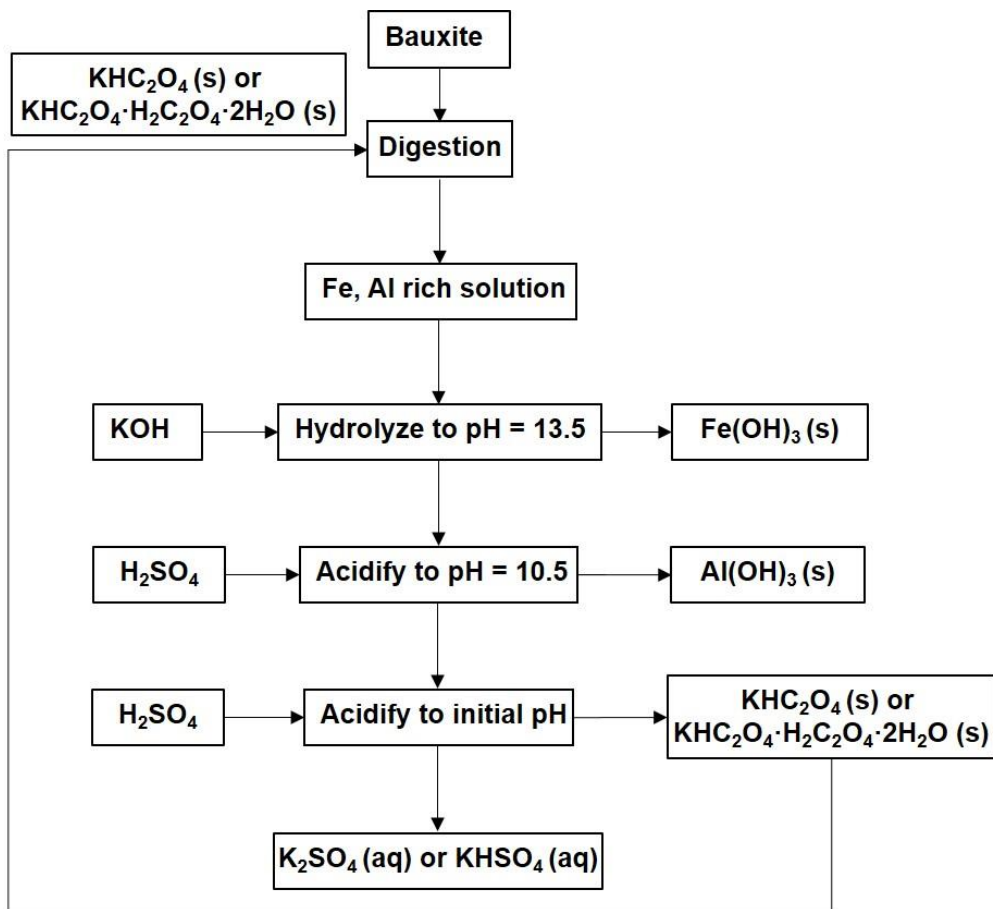 Bauxite
KHC₂O₄ (s) or
KHC₂O₄·H₂C₂O₄·2H₂O (s)
Digestion
Fe, Al rich solution
KOH
Hydrolyze to pH = 13.5
Fe(OH)₃ (s)
H₂SO₄
Acidify to pH = 10.5
Al(OH)₃ (s)
H₂SO₄
Acidify to initial pH
KHC₂O₄ (s) or
KHC₂O₄·H₂C₂O₄·2H₂O (s)
K₂SO₄ (aq) or KHSO₄ (aq)